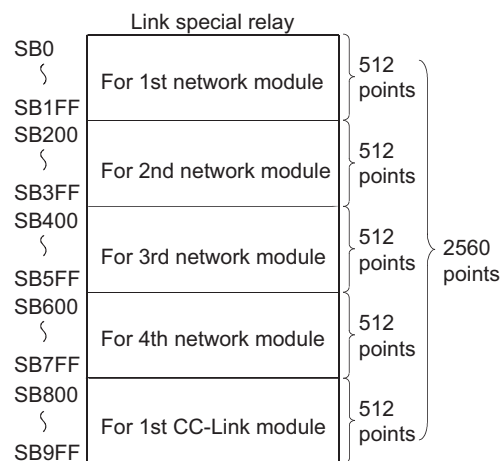 Link special relay
SB0
SB1FF
For 1st network module
512
points
SB200
SB3FF
For 2nd network module
512
points
SB400
SB5FF
For 3rd network module
512
points
SB600
SB7FF
For 4th network module
512
points
SB800
SB9FF
For 1st CC-Link module
512
points
2560
points